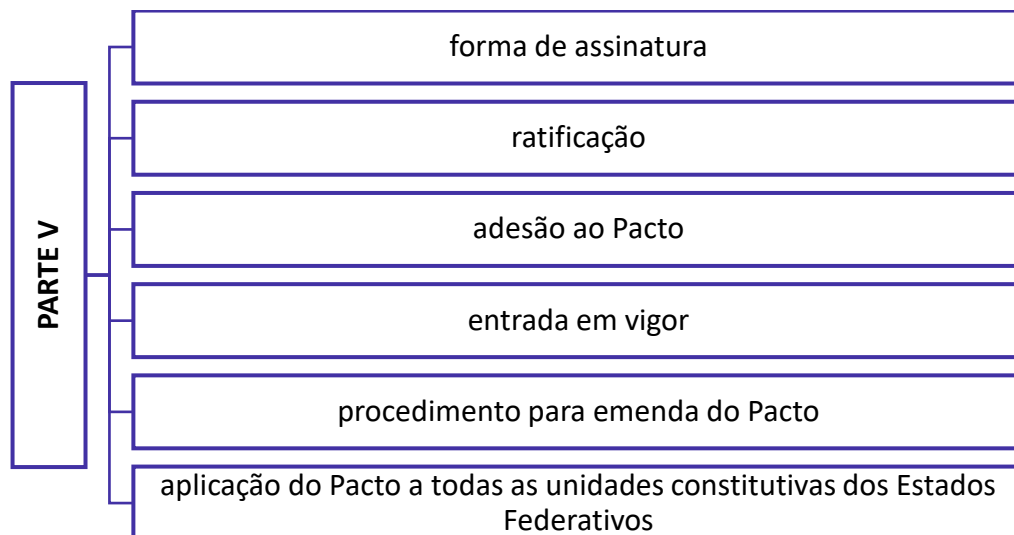 PARTE V
forma de assinatura
ratificação
adesão ao Pacto
entrada em vigor
procedimento para emenda do Pacto
aplicação do Pacto a todas as unidades constitutivas dos Estados
Federativos